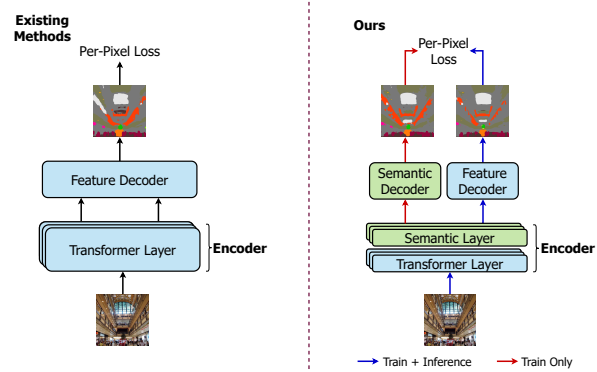 Existing
Methods
Per-Pixel Loss
Feature Decoder
Transformer Layer
Encoder
Ours
Per-Pixel
Loss
Semantic
Decoder
Feature
Decoder
Semantic Layer
Transformer Layer
Encoder
Train + Inference
Train Only